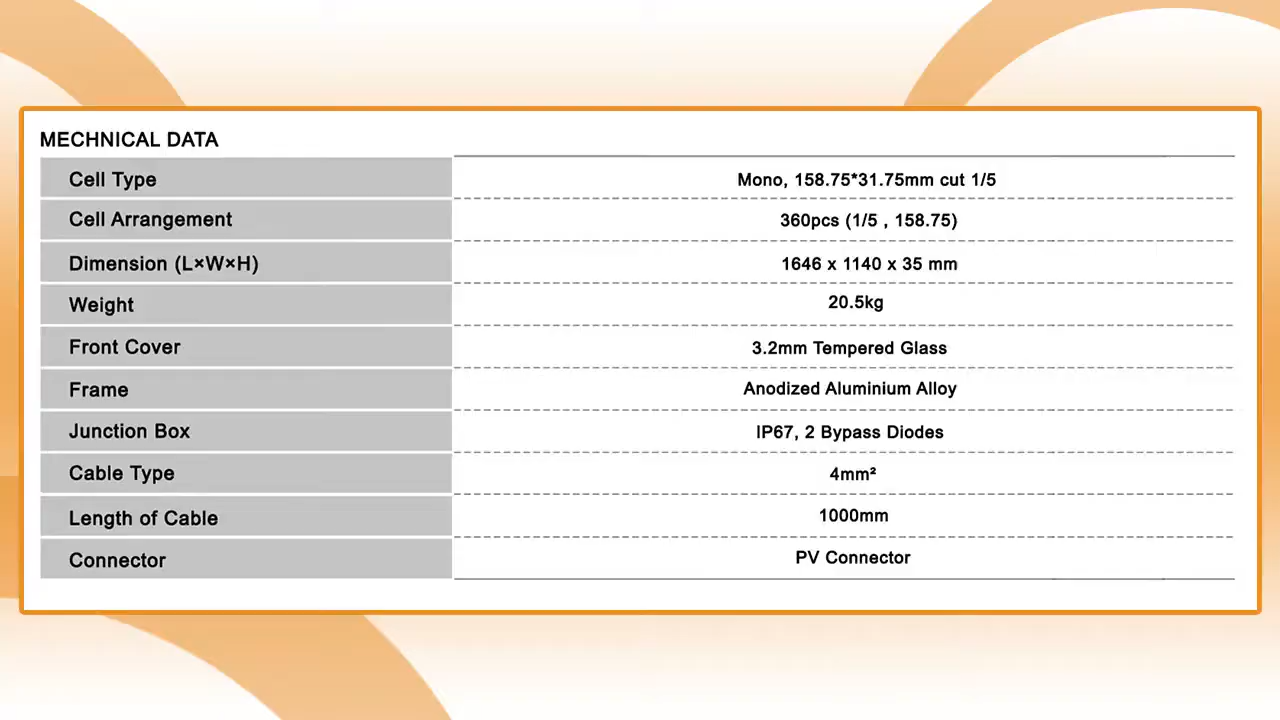 MECHNICAL DATA
Cell Type Mono, 158.75*31.75mm cut 1/5
Cell Arrangement 360pcs (1/5 , 158.75)
Dimension (L×W×H) 1646 x 1140 x 35 mm
Weight 20.5kg
Front Cover 3.2mm Tempered Glass
Frame Anodized Aluminium Alloy
Junction Box IP67, 2 Bypass Diodes
Cable Type 4mm²
Length of Cable 1000mm
Connector PV Connector